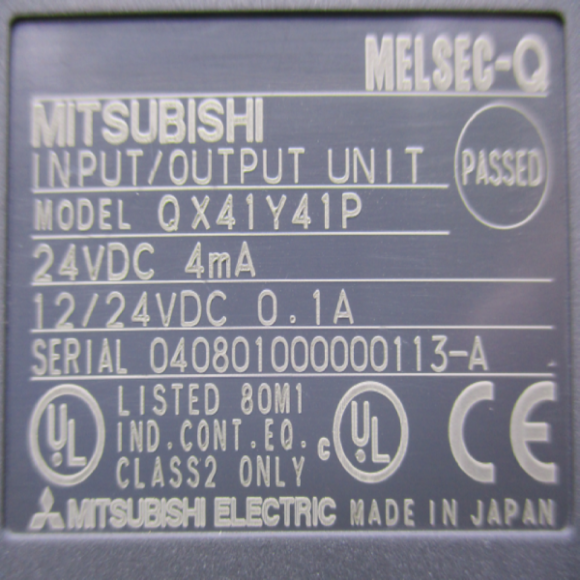 MELSEC-Q
MITSUBISHI
INPUT/OUTPUT UNIT
PASSED
MODEL QX41Y41P
24VDC 4mA
12/24VDC 0.1A
SERIAL 040801000000113-A
UL LISTED 80M1
IND.CONT.EQ.
CLASS2 ONLY
c UL CE
MITSUBISHI ELECTRIC MADE IN JAPAN